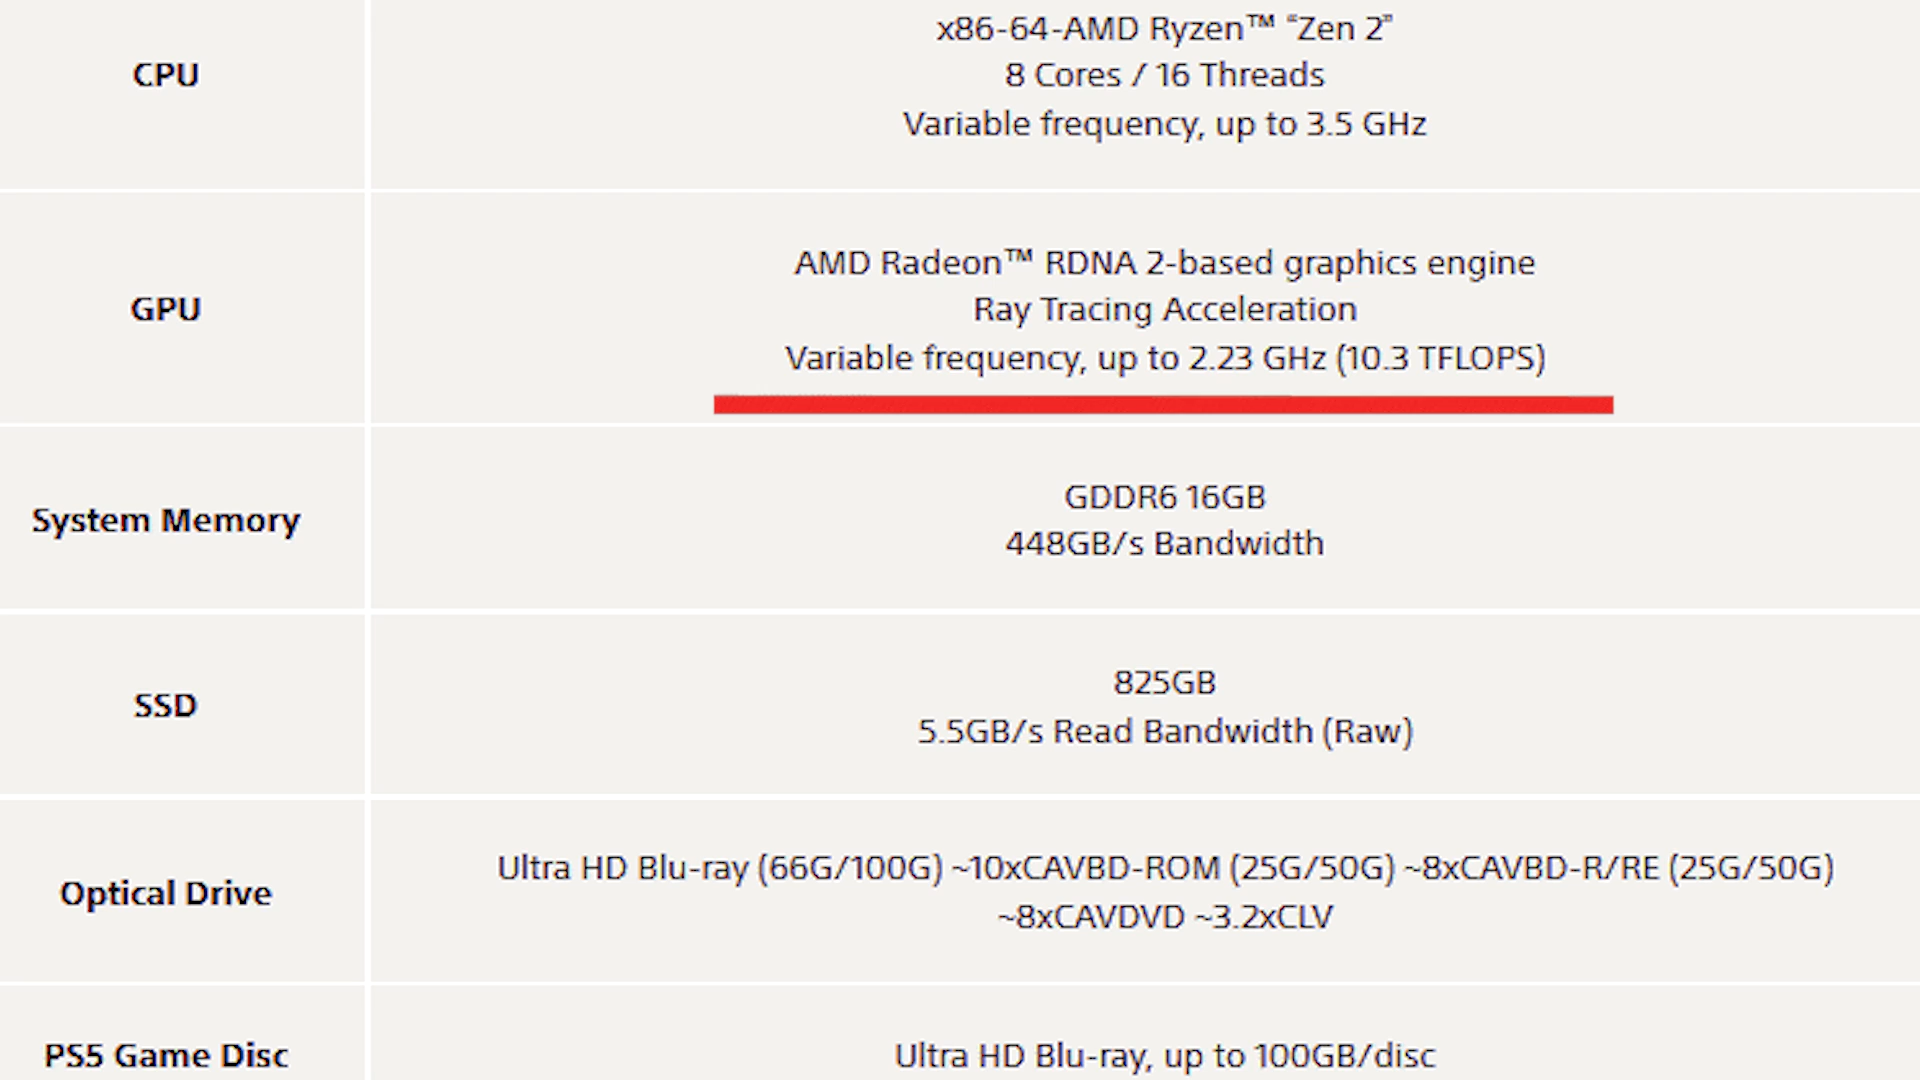 CPU
x86-64-AMD Ryzen™ “Zen 2”
8 Cores / 16 Threads
Variable frequency, up to 3.5 GHz
GPU
AMD Radeon™ RDNA 2-based graphics engine
Ray Tracing Acceleration
Variable frequency, up to 2.23 GHz (10.3 TFLOPS)
System Memory
GDDR6 16GB
448GB/s Bandwidth
SSD
825GB
5.5GB/s Read Bandwidth (Raw)
Optical Drive
Ultra HD Blu-ray (66G/100G) ~10xCAVBD-ROM (25G/50G) ~8xCAVBD-R/RE (25G/50G)
~8xCAVDVD ~3.2xCLV
PS5 Game Disc
Ultra HD Blu-ray, up to 100GB/disc